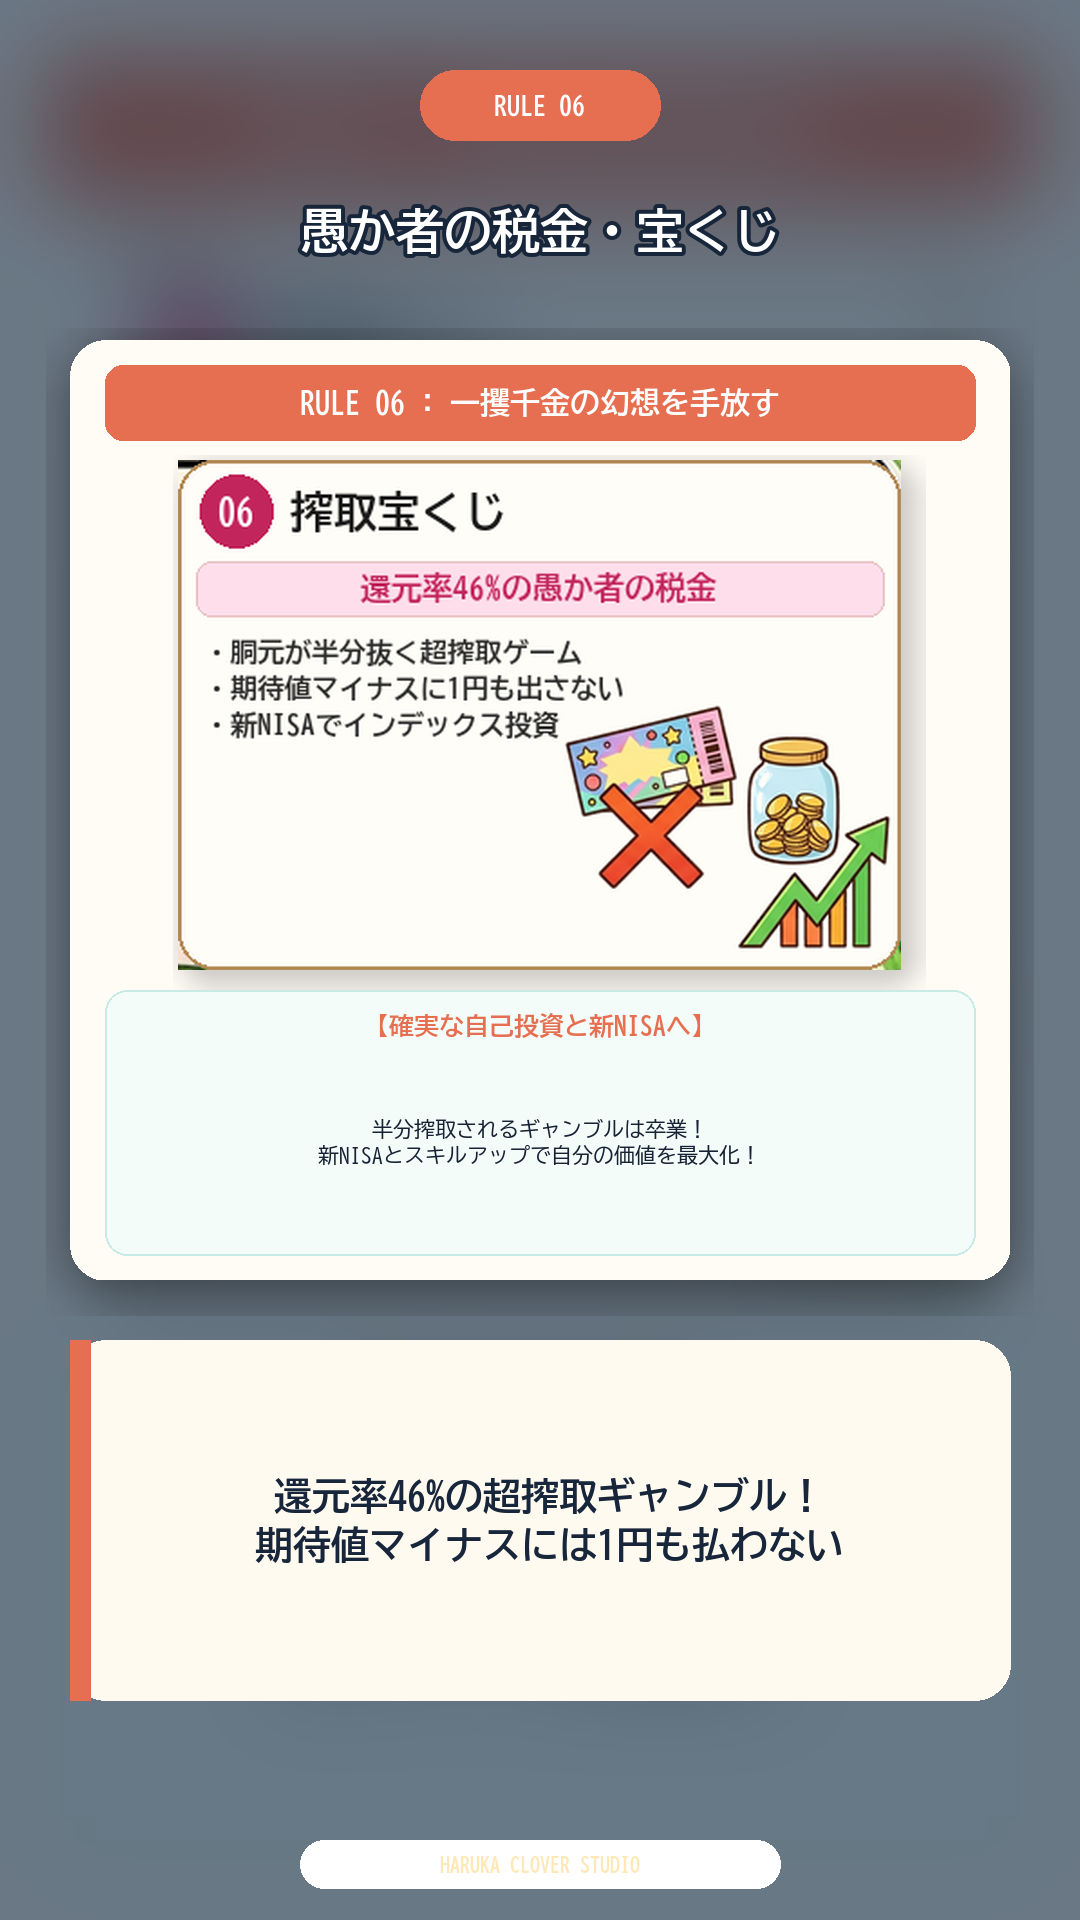 RULE 06
愚か者の税金・宝くじ
RULE 06 : 一攫千金の幻想を手放す
06 搾取宝くじ
還元率46%の愚か者の税金
・胴元が半分抜く超搾取ゲーム
・期待値マイナスに1円も出さない
・新NISAでインデックス投資
【確実な自己投資と新NISAへ】
半分搾取されるギャンブルは卒業！
新NISAとスキルアップで自分の価値を最大化！
還元率46%の超搾取ギャンブル！
期待値マイナスには1円も払わない
HARUKA CLOVER STUDIO